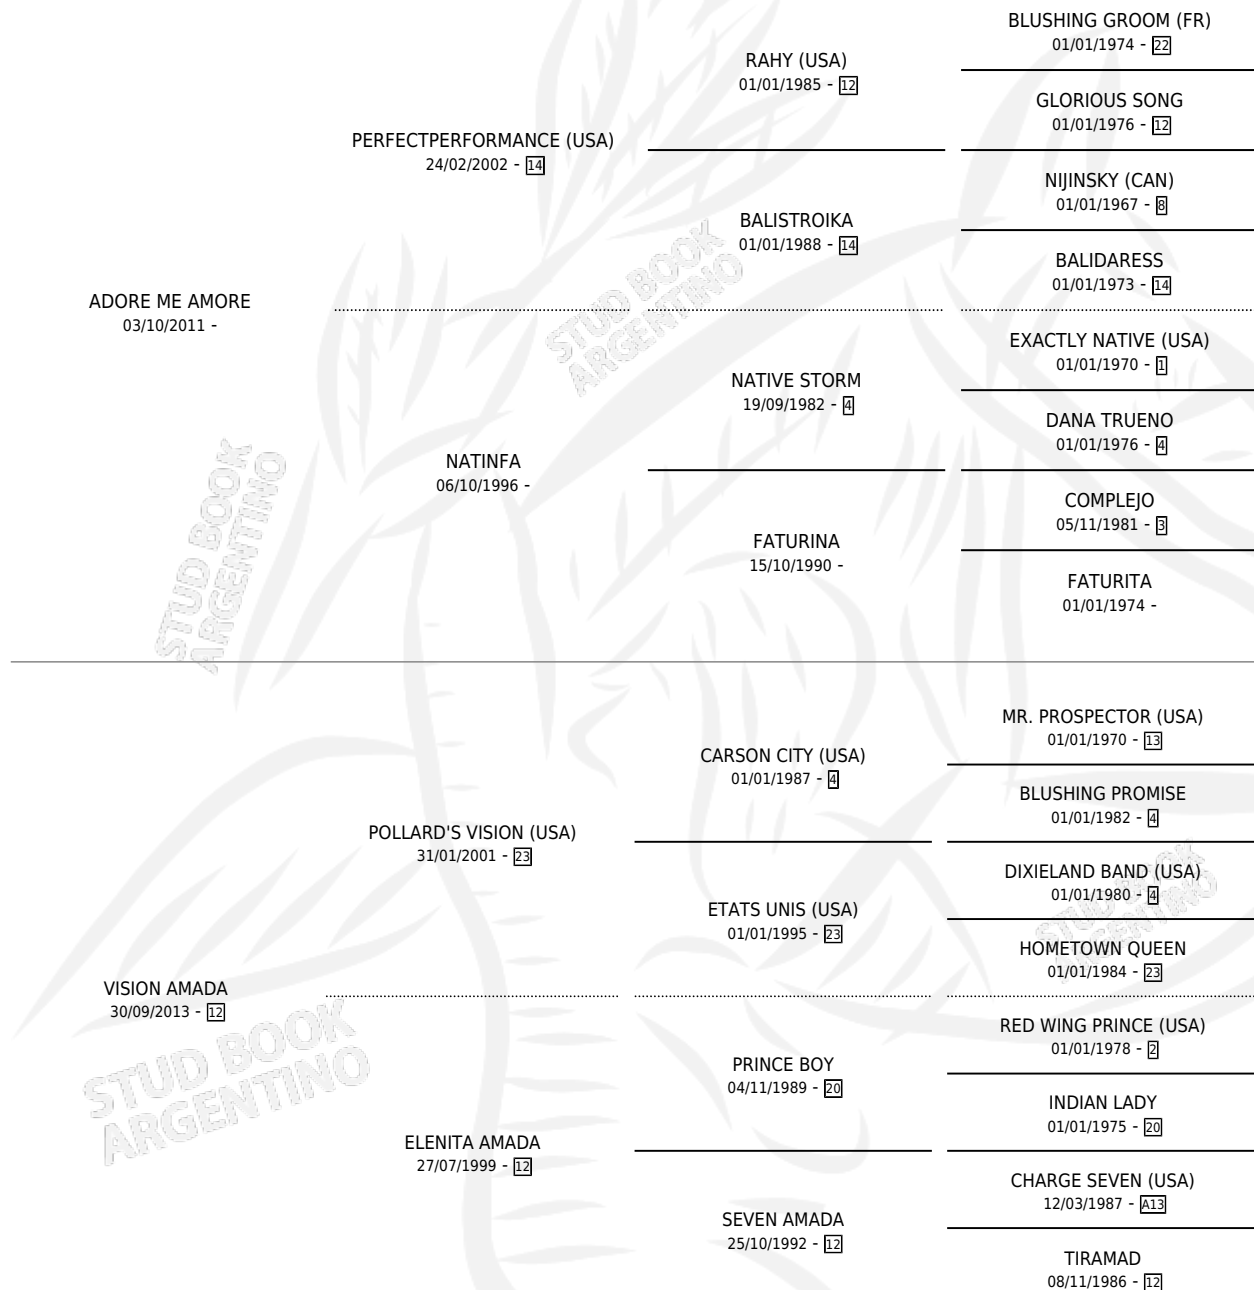 BLUSHING GROOM (FR)
01/01/1974 - 22
RAHY (USA)
01/01/1985 - 12
GLORIOUS SONG
01/01/1976 - 12
PERFECTPERFORMANCE (USA)
24/02/2002 - 14
NIJINSKY (CAN)
01/01/1967 - 8
BALISTROIKA
01/01/1988 - 14
BALIDARESS
01/01/1973 - 14
ADORE ME AMORE
03/10/2011 -
EXACTLY NATIVE (USA)
01/01/1970 - 1
NATIVE STORM
19/09/1982 - 4
DANA TRUENO
01/01/1976 - 4
NATINFA
06/10/1996 -
COMPLEJO
05/11/1981 - 3
FATURINA
15/10/1990 -
FATURITA
01/01/1974 -
MR. PROSPECTOR (USA)
01/01/1970 - 13
CARSON CITY (USA)
01/01/1987 - 4
BLUSHING PROMISE
01/01/1982 - 4
POLLARD'S VISION (USA)
31/01/2001 - 23
DIXIELAND BAND (USA)
01/01/1980 - 4
ETATS UNIS (USA)
01/01/1995 - 23
HOMETOWN QUEEN
01/01/1984 - 23
VISION AMADA
30/09/2013 - 12
RED WING PRINCE (USA)
01/01/1978 - 2
PRINCE BOY
04/11/1989 - 20
INDIAN LADY
01/01/1975 - 20
ELENITA AMADA
27/07/1999 - 12
CHARGE SEVEN (USA)
12/03/1987 - A13
SEVEN AMADA
25/10/1992 - 12
TIRAMAD
08/11/1986 - 12
STUD BOOK
ARGENTINO
STUD BOOK
ARGENTINO
STUD BOOK
ARGENTINO
STUD BOOK
ARGENTINO